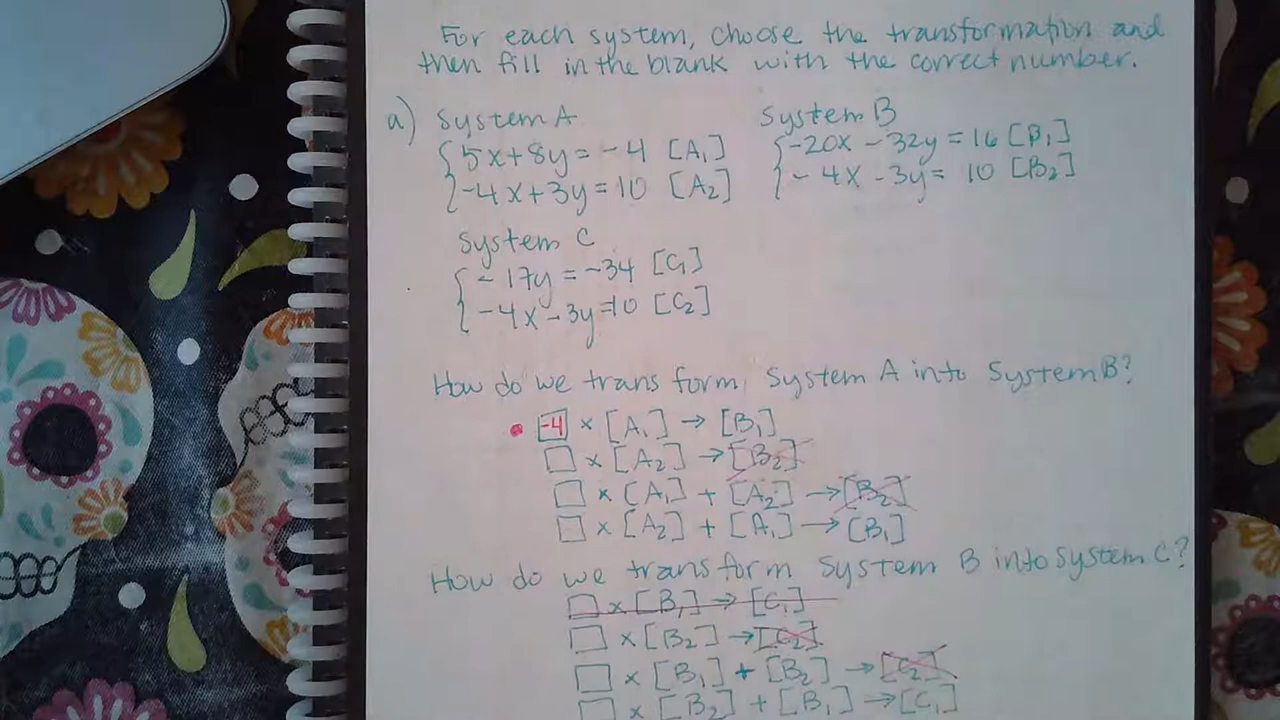 For each system, choose the transformation and
then fill in the blank with the correct number.
a) System A
{5x+8y=-4 [A₁]
{-4x+3y=10 [A₂]
System B
{-20x-32y=16 [B₁]
{-4x-3y=10 [B₂]
System C
{-17y=-34 [C₁]
{-4x-3y=10 [C₂]
How do we transform System A into System B?
• -4 × [A₁] → [B₁]
□ × [A₂] → [B₂]
□ × [A₁] + [A₂] → [B₂]
□ × [A₂] + [A₁] → [B₁]
How do we transform System B into System C?
□ × [B₁] → [C₁]
□ × [B₂] → [C₂]
□ × [B₁] + [B₂] → [C₂]
□ × [B₂] + [B₁] → [C₁]